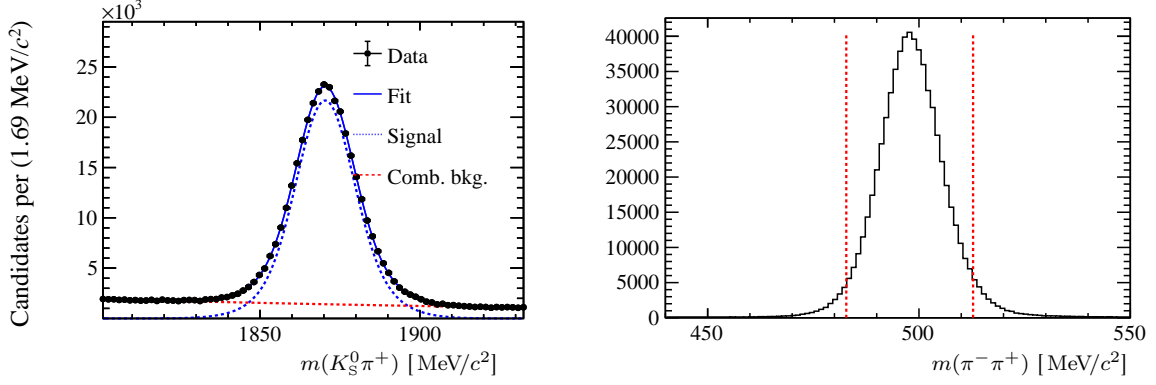 ×10³
Candidates per (1.69 MeV/c²)
25
20
15
10
5
1850
1900
m(K⁰_S π⁺) [MeV/c²]
Data
Fit
Signal
Comb. bkg.
40000
35000
30000
25000
20000
15000
10000
5000
0
450
500
550
m(π⁻π⁺) [MeV/c²]